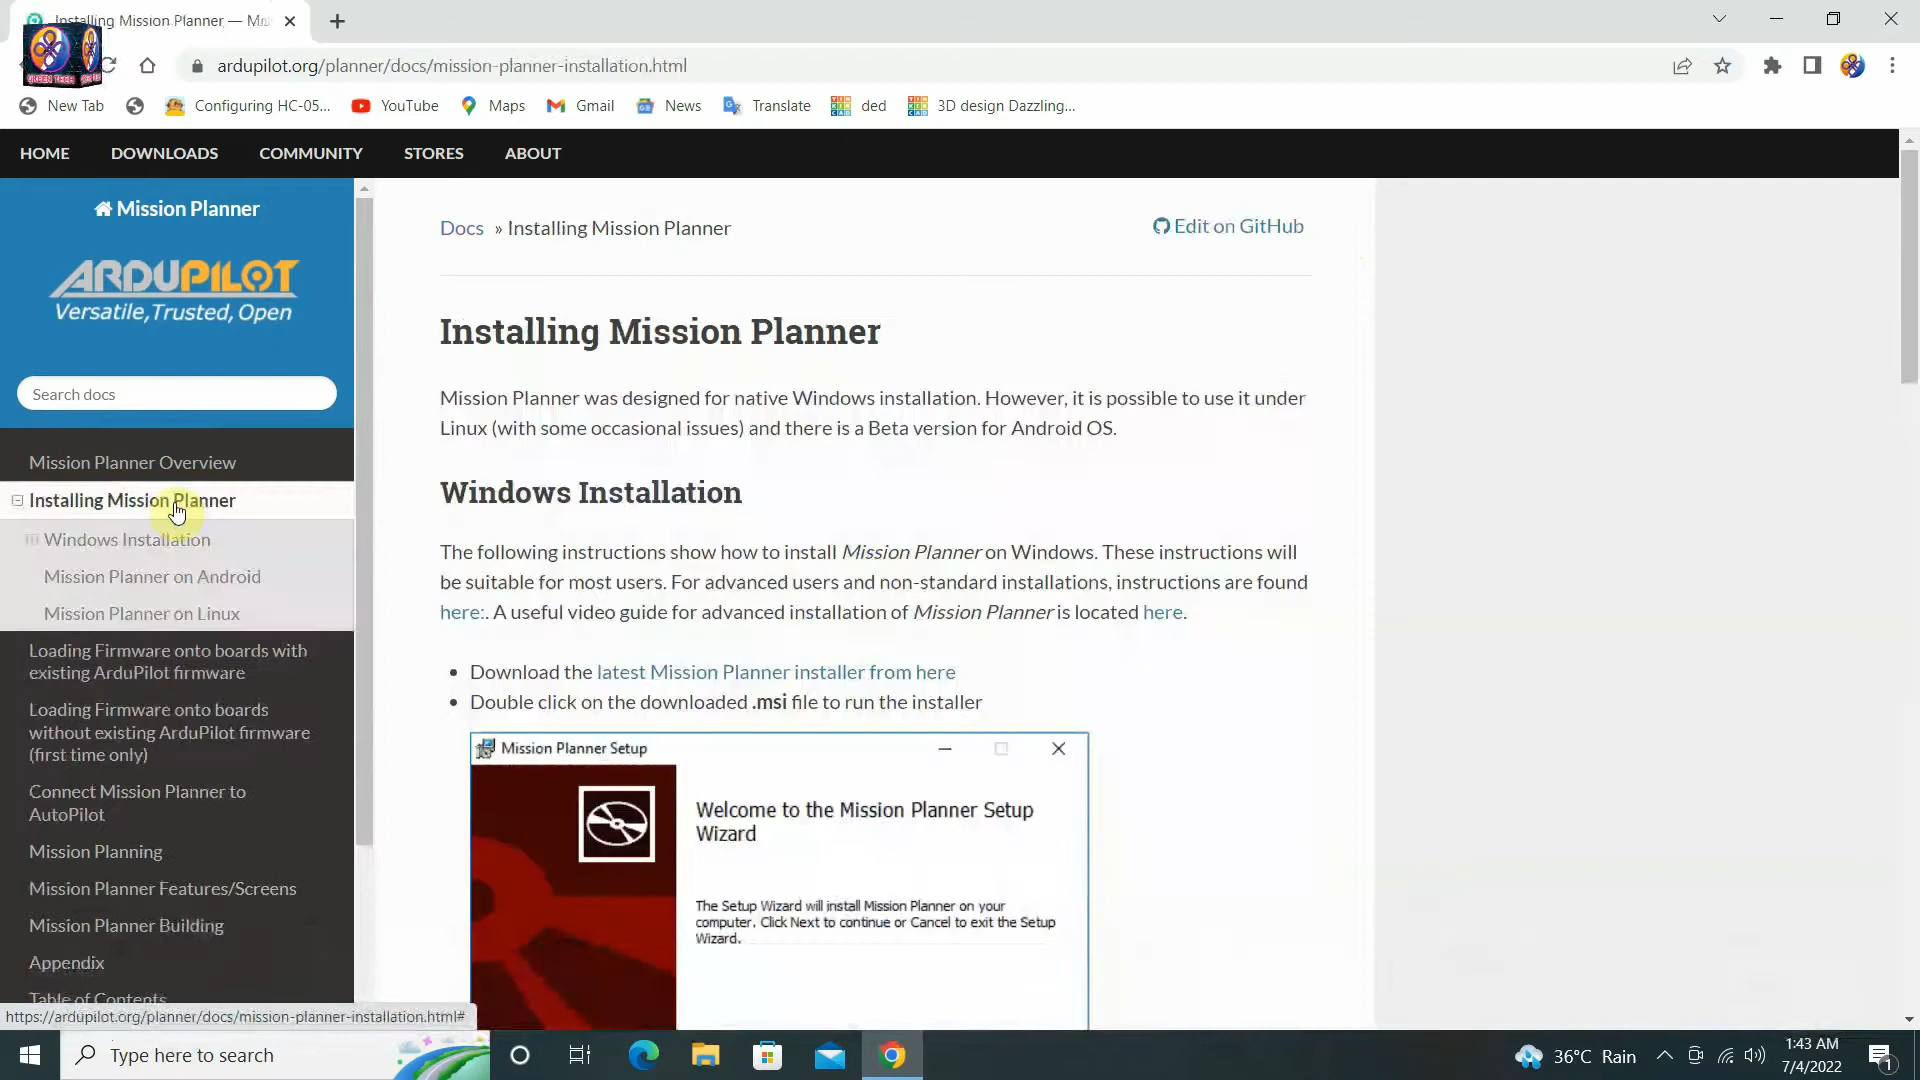 Installing Mission Planner — Mi
ardupilot.org/planner/docs/mission-planner-installation.html
New Tab
Configuring HC-05...
YouTube
Maps
Gmail
News
Translate
ded
3D design Dazzling...
HOME
DOWNLOADS
COMMUNITY
STORES
ABOUT
Mission Planner
ARDUPILOT
Versatile,Trusted, Open
Search docs
Mission Planner Overview
Installing Mission Planner
Windows Installation
Mission Planner on Android
Mission Planner on Linux
Loading Firmware onto boards with
existing ArduPilot firmware
Loading Firmware onto boards
without existing ArduPilot firmware
(first time only)
Connect Mission Planner to
AutoPilot
Mission Planning
Mission Planner Features/Screens
Mission Planner Building
Appendix
Table of Contents
https://ardupilot.org/planner/docs/mission-planner-installation.html#
Docs » Installing Mission Planner
Edit on GitHub
Installing Mission Planner
Mission Planner was designed for native Windows installation. However, it is possible to use it under
Linux (with some occasional issues) and there is a Beta version for Android OS.
Windows Installation
The following instructions show how to install Mission Planner on Windows. These instructions will
be suitable for most users. For advanced users and non-standard installations, instructions are found
here:. A useful video guide for advanced installation of Mission Planner is located here.
• Download the latest Mission Planner installer from here
• Double click on the downloaded .msi file to run the installer
Mission Planner Setup
Welcome to the Mission Planner Setup
Wizard
The Setup Wizard will install Mission Planner on your
computer. Click Next to continue or Cancel to exit the Setup
Wizard.
Type here to search
36°C Rain
1:43 AM
7/4/2022
1